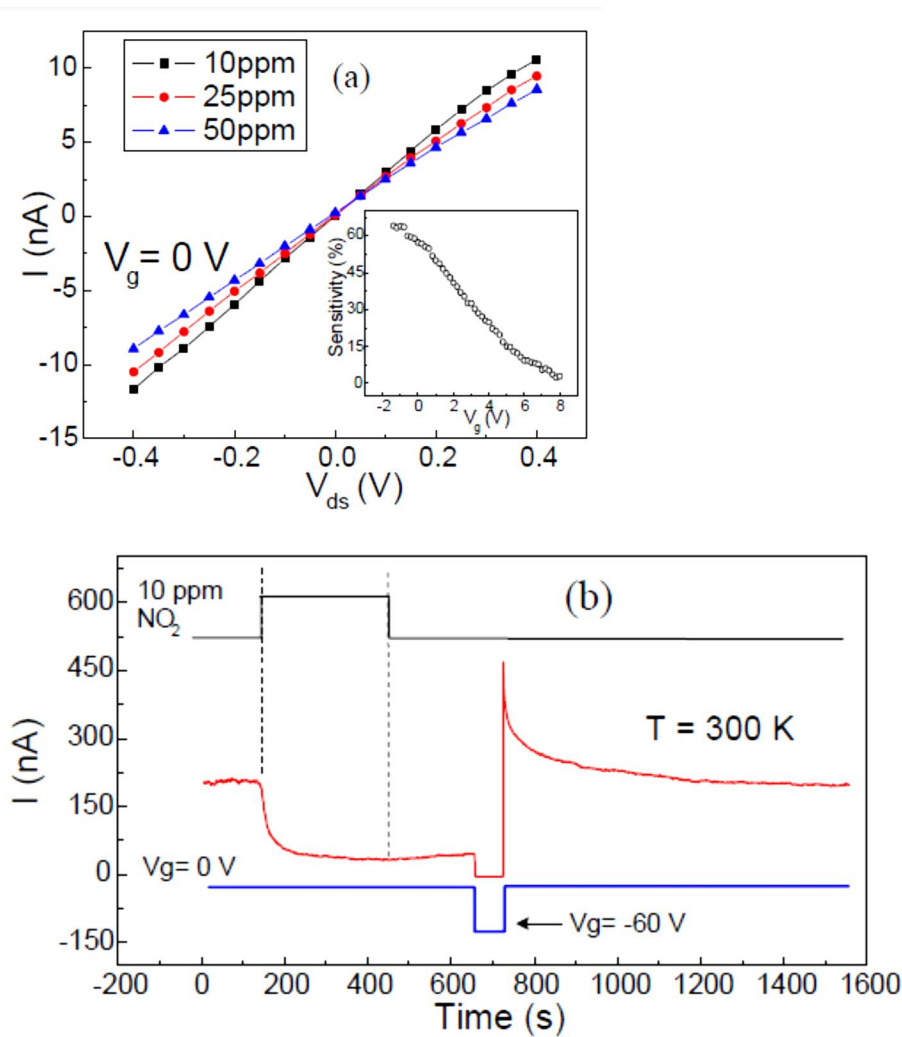 10ppm
25ppm
50ppm
(a)
10
5
0
-5
-10
-15
I (nA)
V_g = 0 V
-0.4 -0.2 0.0 0.2 0.4
V_ds (V)
60
45
30
15
0
Sensitivity (%)
-2 0 2 4 6 8
V_g (V)
(b)
10 ppm
NO₂
600
450
300
150
0
-150
I (nA)
T = 300 K
Vg= 0 V
Vg= -60 V
-200 0 200 400 600 800 1000 1200 1400 1600
Time (s)